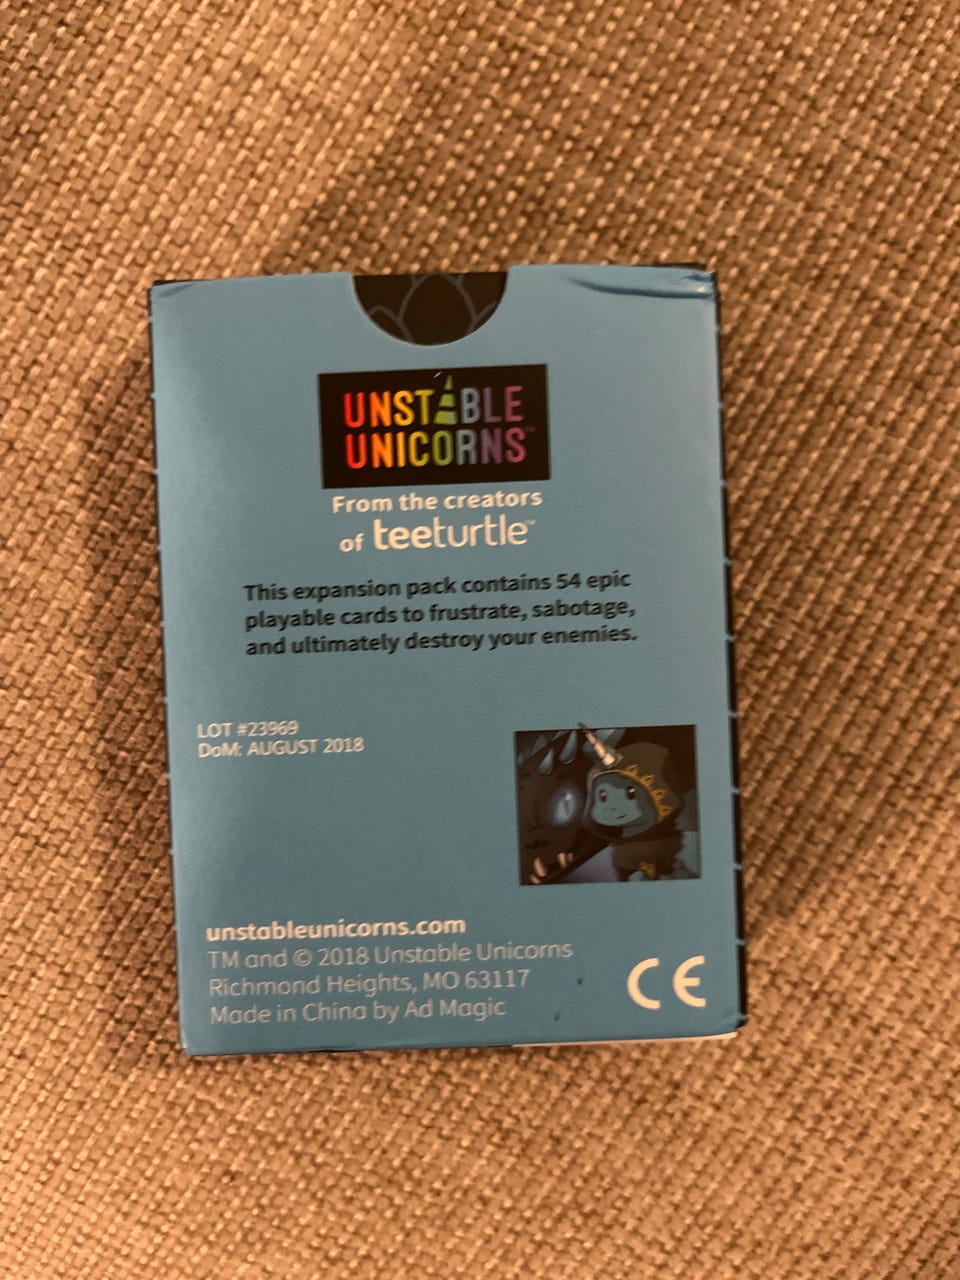 UNSTABLE
UNICORNS™
From the creators
of teeturtle™
This expansion pack contains 54 epic
playable cards to frustrate, sabotage,
and ultimately destroy your enemies.
LOT #23969
DoM: AUGUST 2018
unstableunicorns.com
TM and © 2018 Unstable Unicorns
Richmond Heights, MO 63117
Made in China by Ad Magic
CE